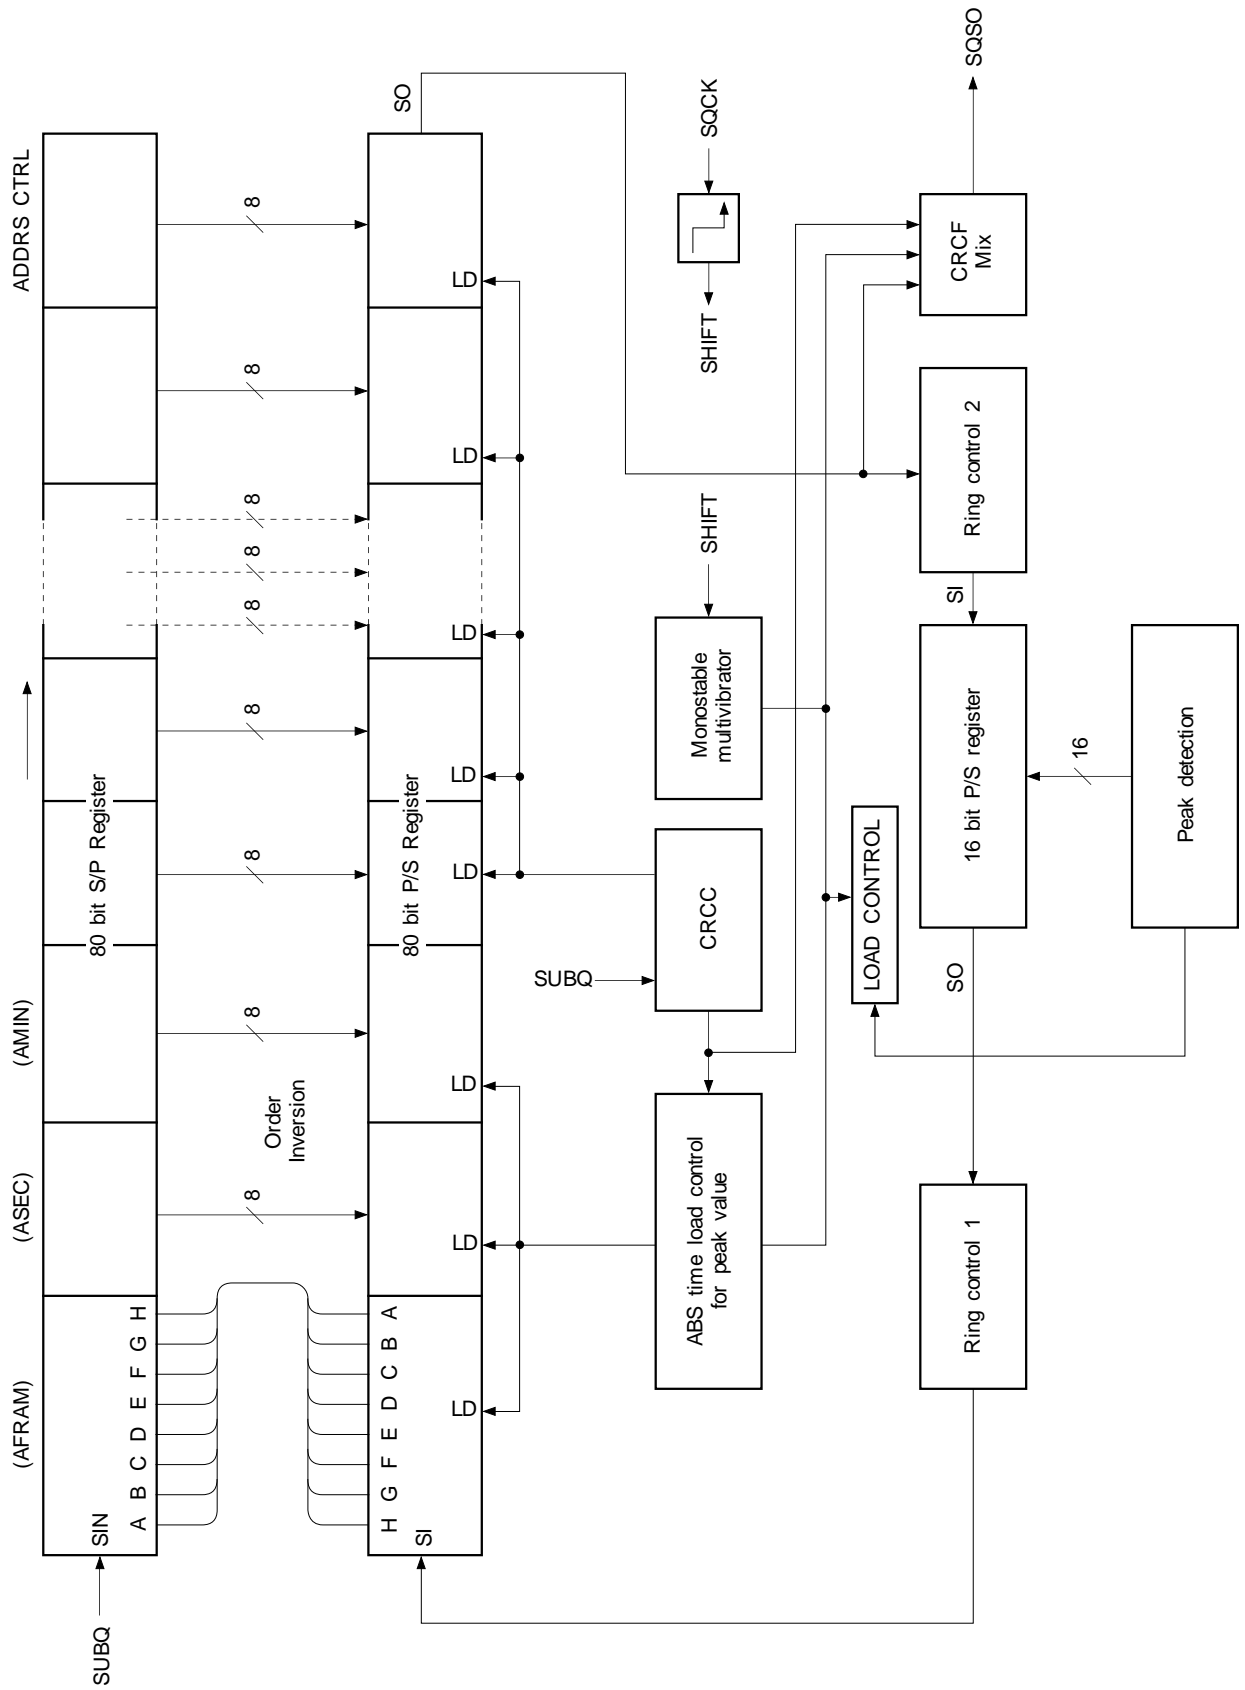 (AFRAM)
(ASEC)
(AMIN)
ADDRS CTRL
SUBQ
SIN
80 bit S/P Register
A B C D E F G H
8
8
8
8
8
8
8
8
8
Order
Inversion
H G F E D C B A
SI
80 bit P/S Register
SO
LD
LD
LD
LD
LD
LD
LD
LD
SUBQ
ABS time load control
for peak value
CRCC
Monostable
multivibrator
SHIFT
SHIFT
SQCK
LOAD CONTROL
Ring control 1
SO
16 bit P/S register
SI
Ring control 2
CRCF
Mix
SQSO
16
Peak detection